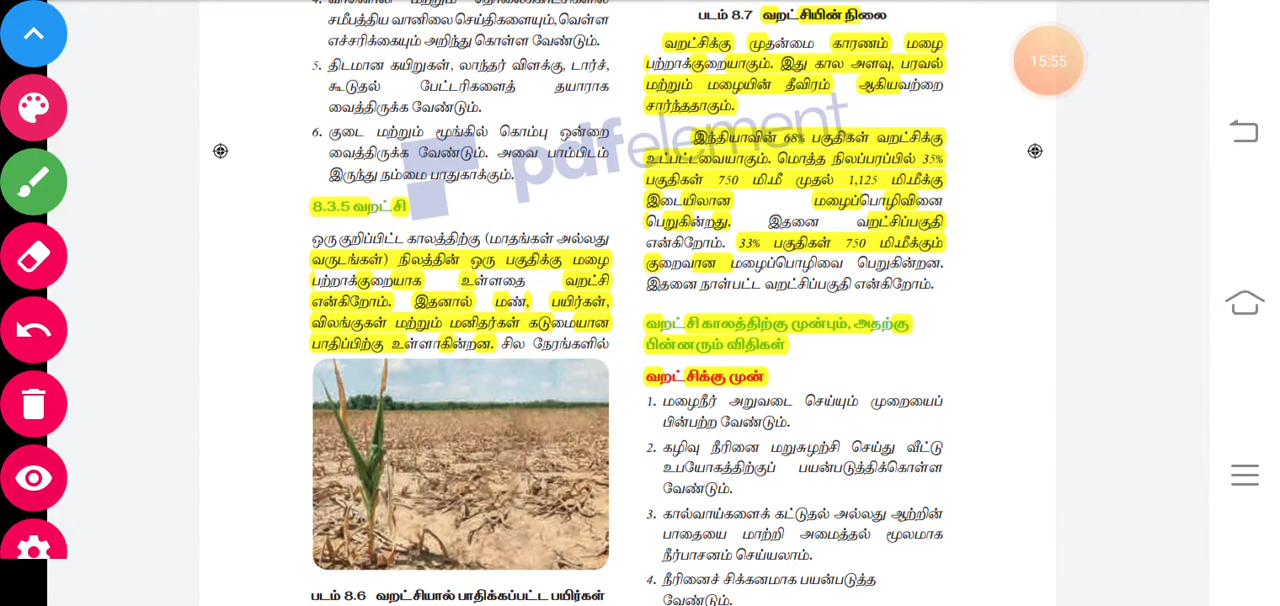 4. வானொலி மற்றும் தொலைக்காட்சிகளில்
சமீபத்திய வானிலை செய்திகளையும், வெள்ள
எச்சரிக்கையும் அறிந்து கொள்ள வேண்டும்.
5. திடமான கயிறுகள், லாந்தர் விளக்கு, டார்ச்,
கூடுதல் பேட்டரிகளைத் தயாராக
வைத்திருக்க வேண்டும்.
6. குடை மற்றும் மூங்கில் கொம்பு ஒன்றை
வைத்திருக்க வேண்டும். அவை பாம்பிடம்
இருந்து நம்மை பாதுகாக்கும்.
8.3.5 வறட்சி
ஒரு குறிப்பிட்ட காலத்திற்கு (மாதங்கள் அல்லது
வருடங்கள்) நிலத்தின் ஒரு பகுதிக்கு மழை
பற்றாக்குறையாக உள்ளதை வறட்சி
என்கிறோம். இதனால் மண், பயிர்கள்,
விலங்குகள் மற்றும் மனிதர்கள் கடுமையான
பாதிப்பிற்கு உள்ளாகின்றன. சில நேரங்களில்
படம் 8.6 வறட்சியால் பாதிக்கப்பட்ட பயிர்கள்
படம் 8.7 வறட்சியின் நிலை
வறட்சிக்கு முதன்மை காரணம் மழை
பற்றாக்குறையாகும். இது கால அளவு, பரவல்
மற்றும் மழையின் தீவிரம் ஆகியவற்றை
சார்ந்ததாகும்.
இந்தியாவின் 68% பகுதிகள் வறட்சிக்கு
உட்பட்டவையாகும். மொத்த நிலப்பரப்பில் 35%
பகுதிகள் 750 மி.மீ முதல் 1,125 மி.மீக்கு
இடையிலான மழைப்பொழிவினை
பெறுகின்றது. இதனை வறட்சிப்பகுதி
என்கிறோம். 33% பகுதிகள் 750 மி.மீக்கும்
குறைவான மழைப்பொழிவை பெறுகின்றன.
இதனை நாள்பட்ட வறட்சிப்பகுதி என்கிறோம்.
வறட்சி காலத்திற்கு முன்பும், அதற்கு
பின்னரும் விதிகள்
வறட்சிக்கு முன்
1. மழைநீர் அறுவடை செய்யும் முறையைப்
பின்பற்ற வேண்டும்.
2. கழிவு நீரினை மறுசுழற்சி செய்து வீட்டு
உபயோகத்திற்குப் பயன்படுத்திக்கொள்ள
வேண்டும்.
3. கால்வாய்களைக் கட்டுதல் அல்லது ஆற்றின்
பாதையை மாற்றி அமைத்தல் மூலமாக
நீர்பாசனம் செய்யலாம்.
4. நீரினைச் சிக்கனமாக பயன்படுத்த
வேண்டும்.
pdfelement
15:55